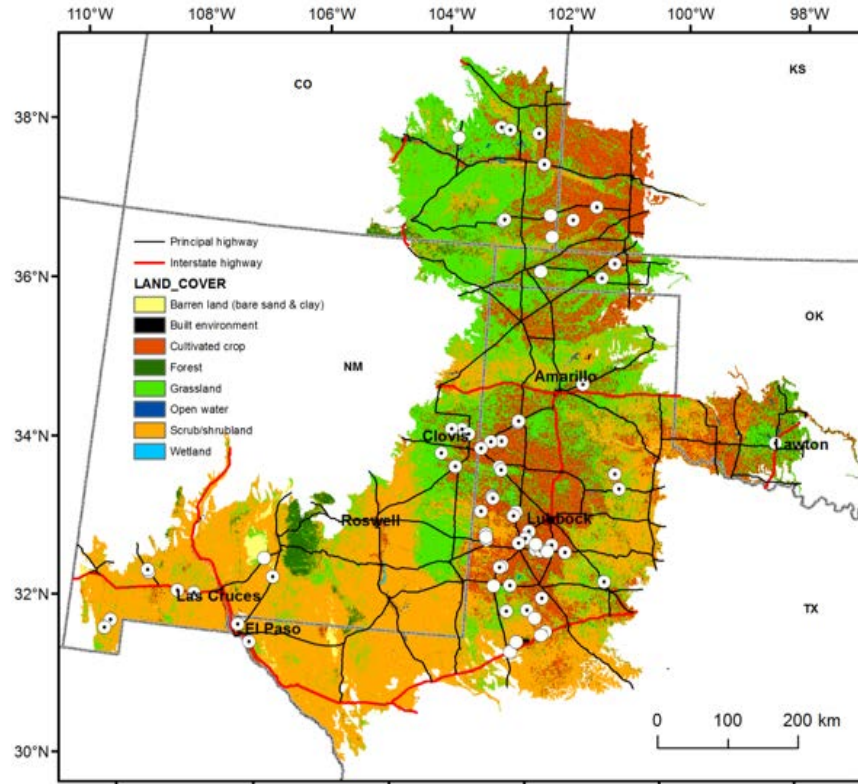 110°W 108°W 106°W 104°W 102°W 100°W 98°W
CO
KS
38°N
36°N
Principal highway
Interstate highway
LAND_COVER
Barren land (bare sand & clay)
Built environment
Cultivated crop
Forest
Grassland
Open water
Scrub/shrubland
Wetland
OK
NM
Amarillo
34°N
Clovis
Lawton
Roswell
Lubbock
32°N
Las Cruces
El Paso
TX
0 100 200 km
30°N